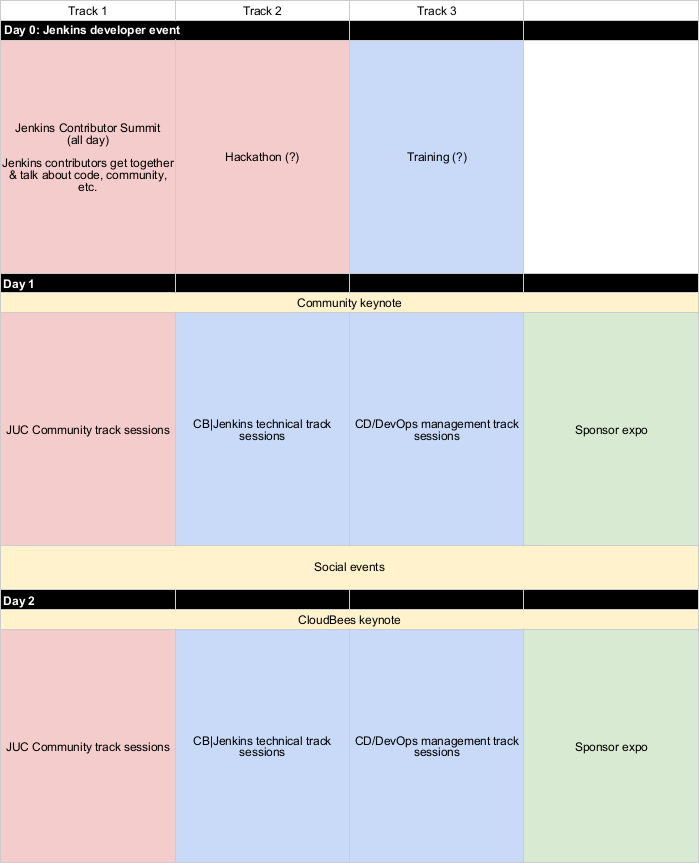 Track 1
Track 2
Track 3
Day 0: Jenkins developer event
Jenkins Contributor Summit
(all day)
Jenkins contributors get together
& talk about code, community,
etc.
Hackathon (?)
Training (?)
Day 1
Community keynote
JUC Community track sessions
CB|Jenkins technical track
sessions
CD/DevOps management track
sessions
Sponsor expo
Social events
Day 2
CloudBees keynote
JUC Community track sessions
CB|Jenkins technical track
sessions
CD/DevOps management track
sessions
Sponsor expo